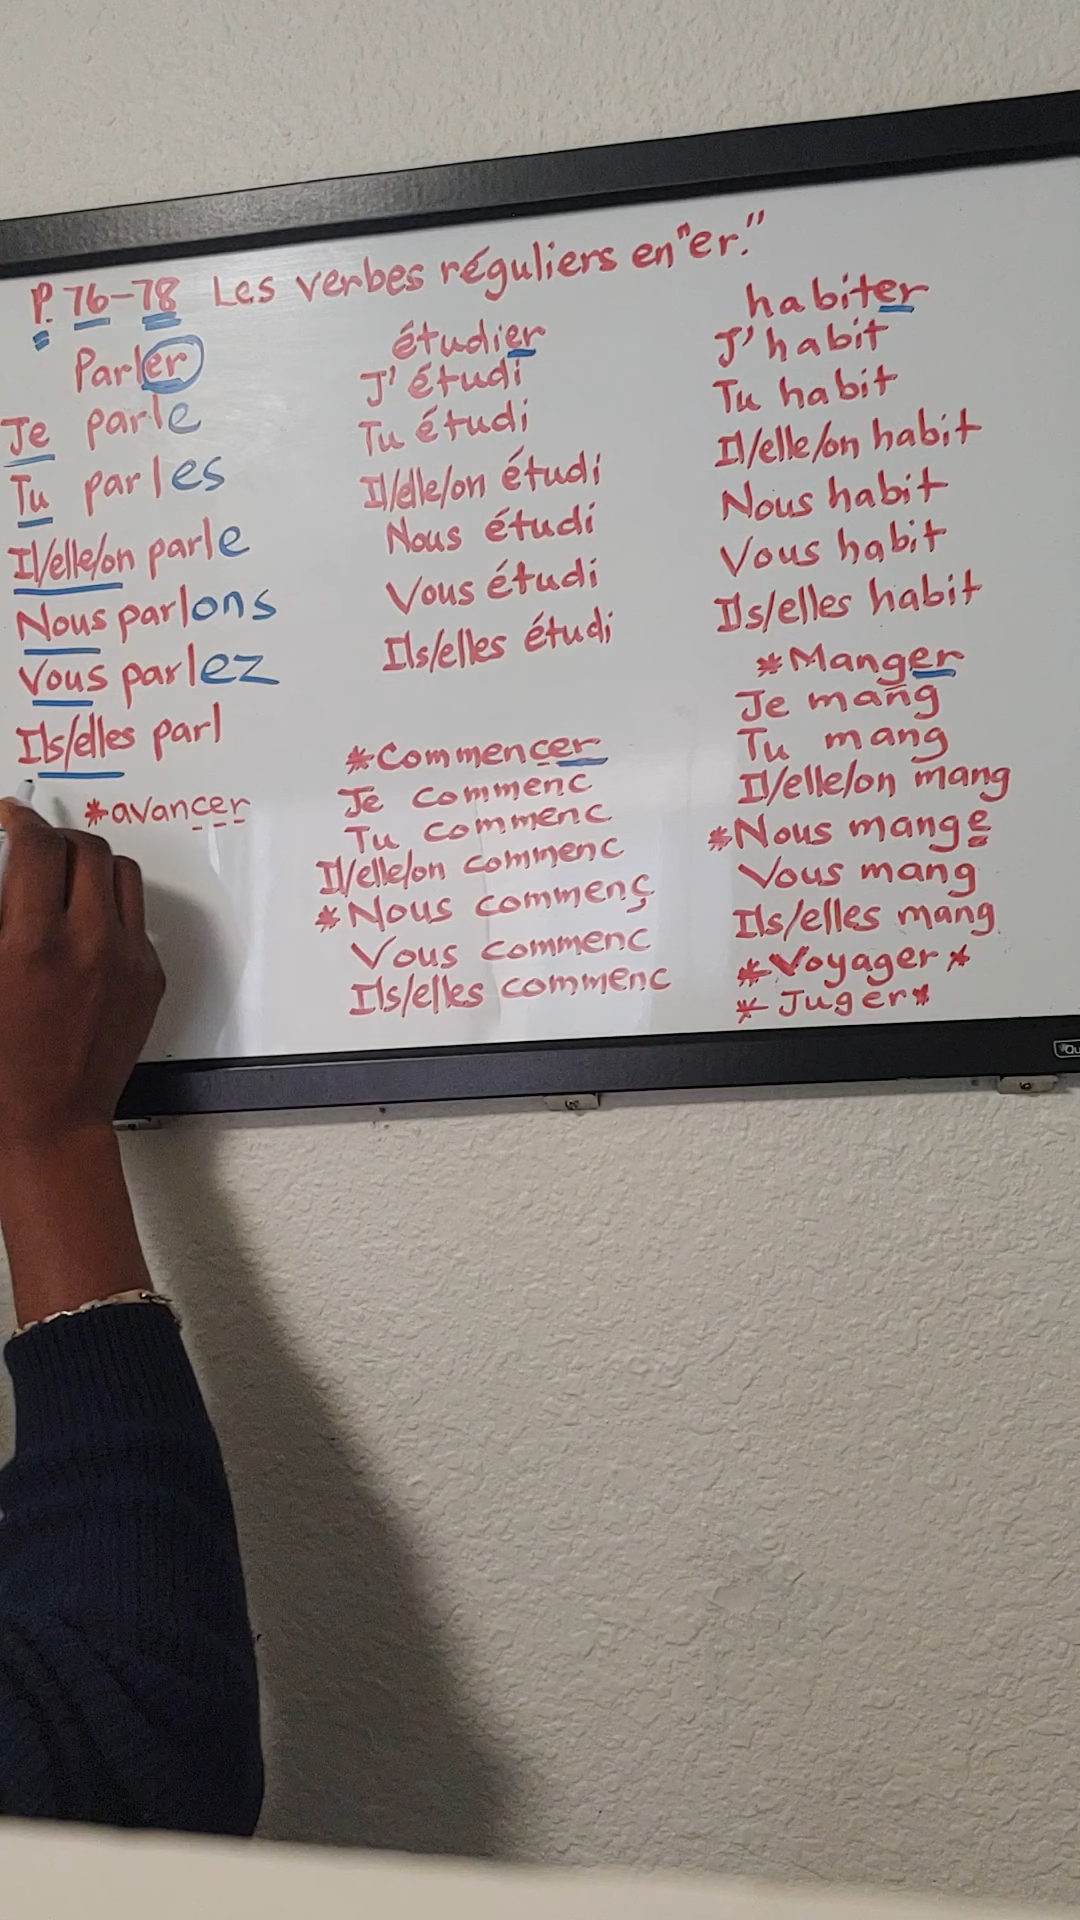 P. 76-78 Les verbes réguliers en "er."
Parler
Je parle
Tu parles
Il/elle/on parle
Nous parlons
Vous parlez
Ils/elles parl
*avancer
étudier
J'étudi
Tu étudi
Il/elle/on étudi
Nous étudi
Vous étudi
Ils/elles étudi
*Commencer
Je commenc
Tu commenc
Il/elle/on commenc
*Nous commenç
Vous commenc
Ils/elles commenc
habiter
J'habit
Tu habit
Il/elle/on habit
Nous habit
Vous habit
Ils/elles habit
*Manger
Je mang
Tu mang
Il/elle/on mang
*Nous mange
Vous mang
Ils/elles mang
*Voyager*
*Juger*